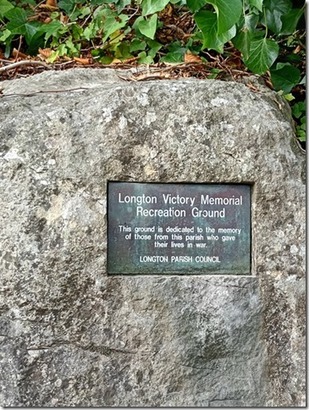 Longton Victory Memorial
Recreation Ground
This ground is dedicated to the memory
of those from this parish who gave
their lives in war.
LONGTON PARISH COUNCIL